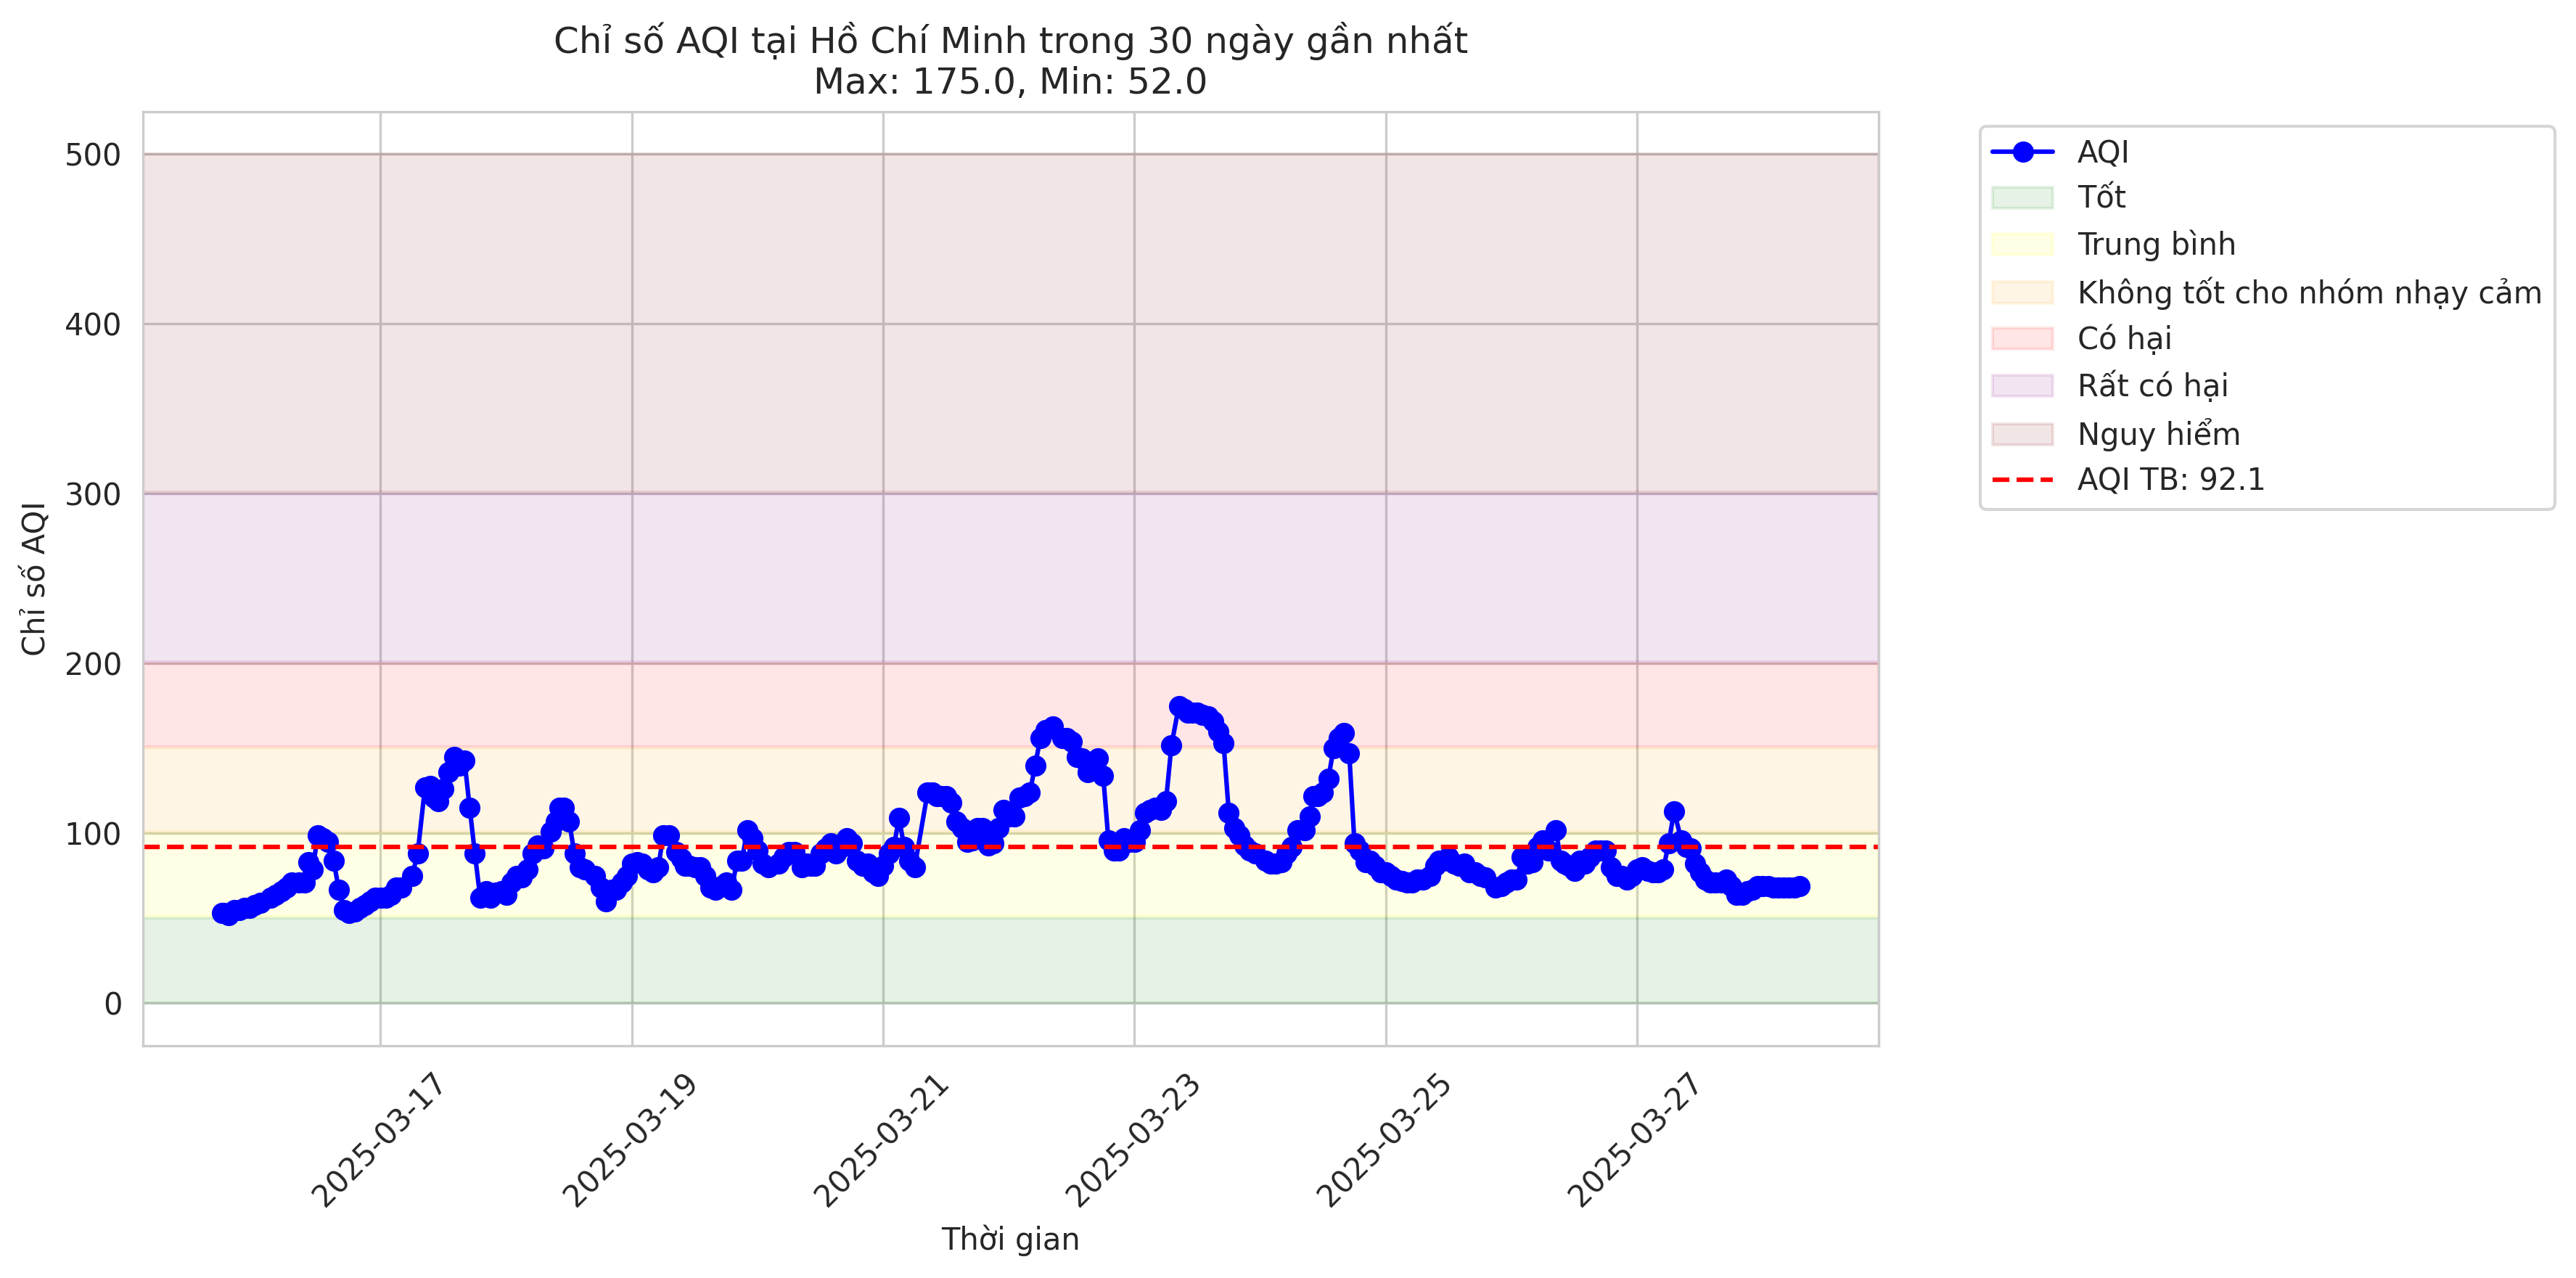 Chỉ số AQI tại Hồ Chí Minh trong 30 ngày gần nhất
Max: 175.0, Min: 52.0
Chỉ số AQI
500
400
300
200
100
0
2025-03-17
2025-03-19
2025-03-21
2025-03-23
2025-03-25
2025-03-27
Thời gian
AQI
Tốt
Trung bình
Không tốt cho nhóm nhạy cảm
Có hại
Rất có hại
Nguy hiểm
AQI TB: 92.1